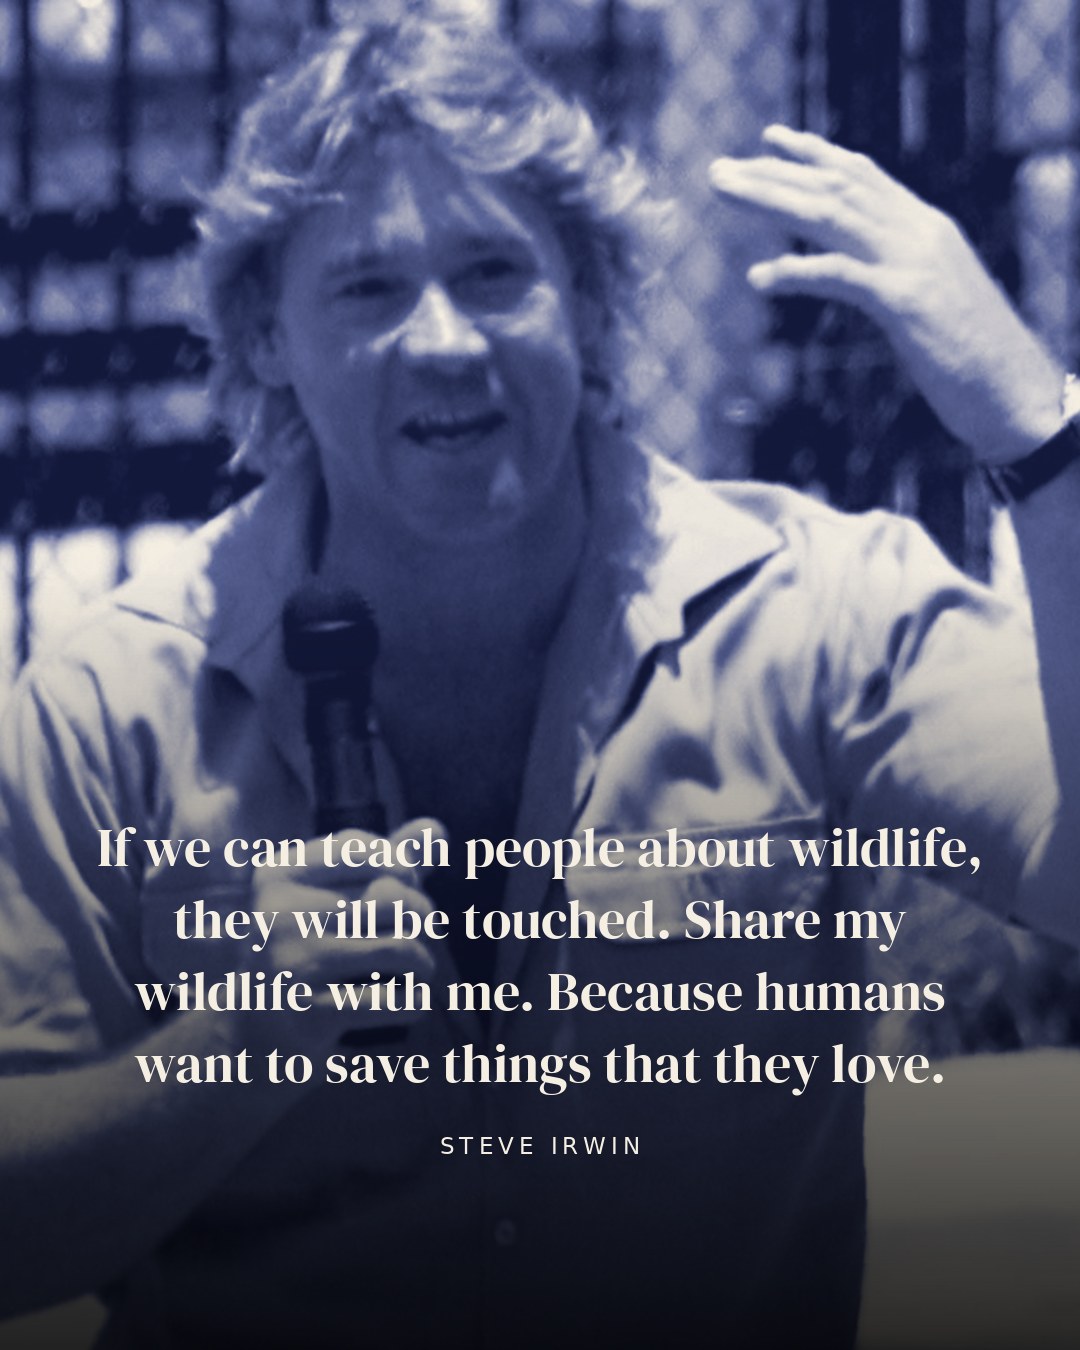 If we can teach people about wildlife,
they will be touched. Share my
wildlife with me. Because humans
want to save things that they love.
STEVE IRWIN